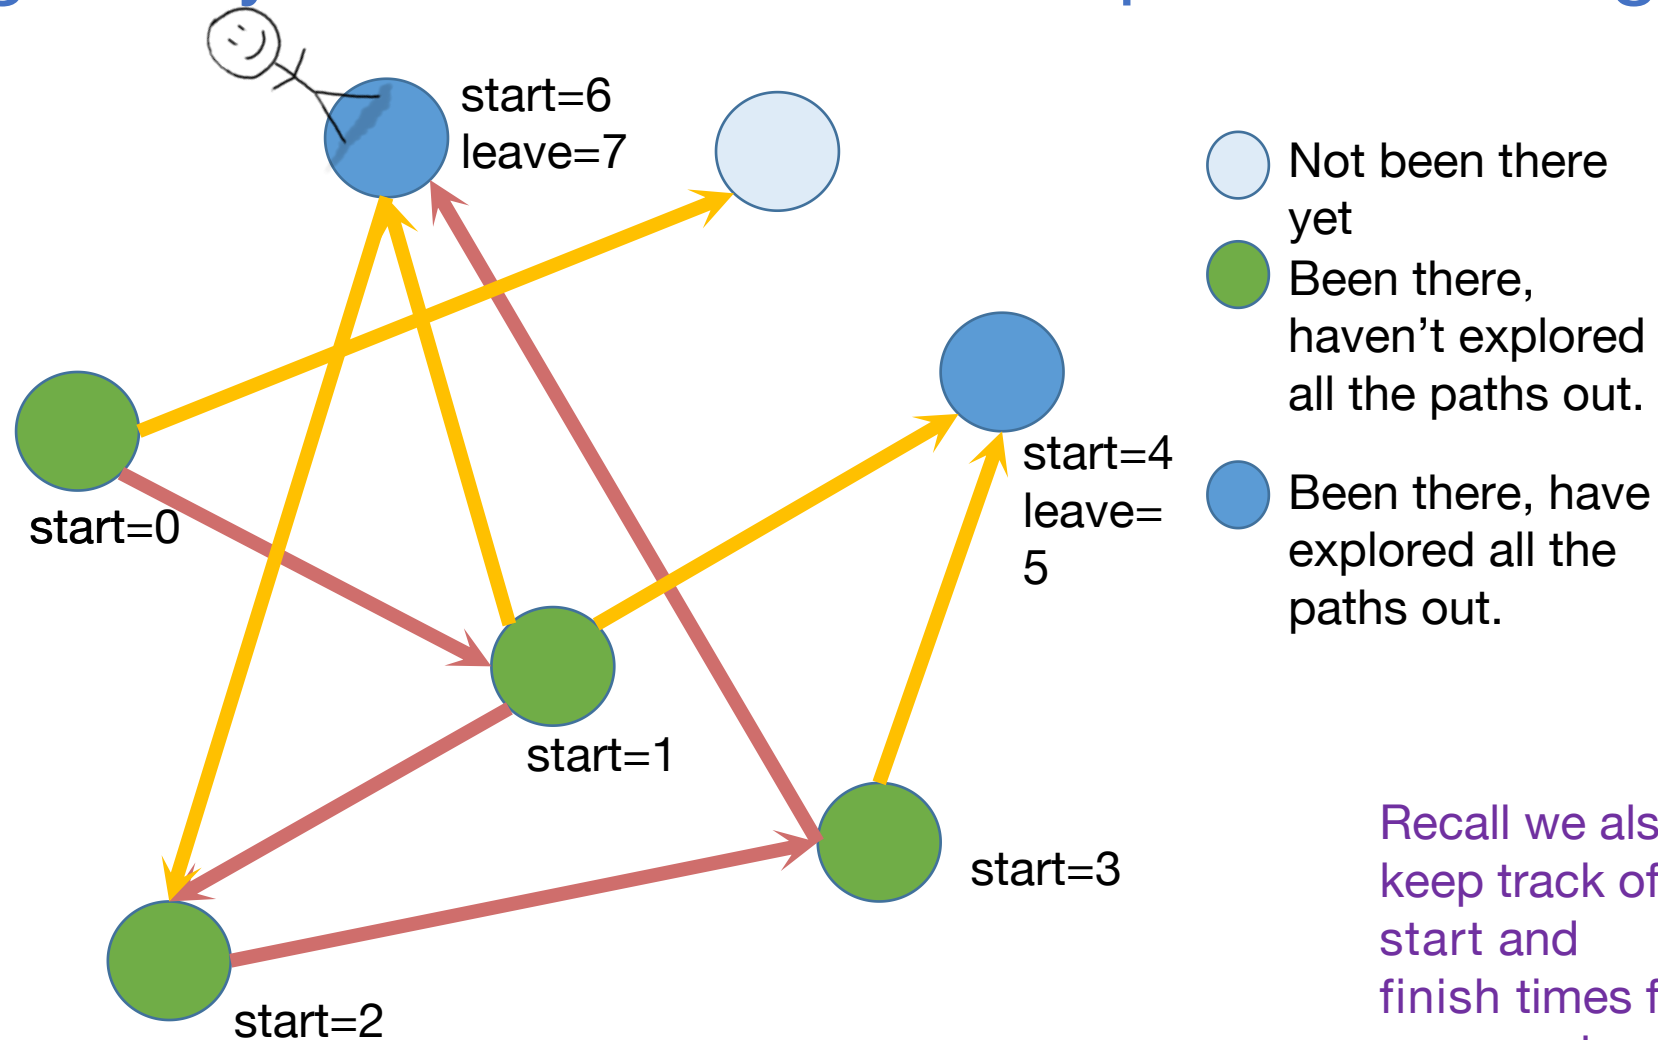 start=6
leave=7
start=0
start=1
start=4
leave=
5
start=3
start=2
Not been there
yet
Been there,
haven’t explored
all the paths out.
Been there, have
explored all the
paths out.
Recall we als
keep track of
start and
finish times f